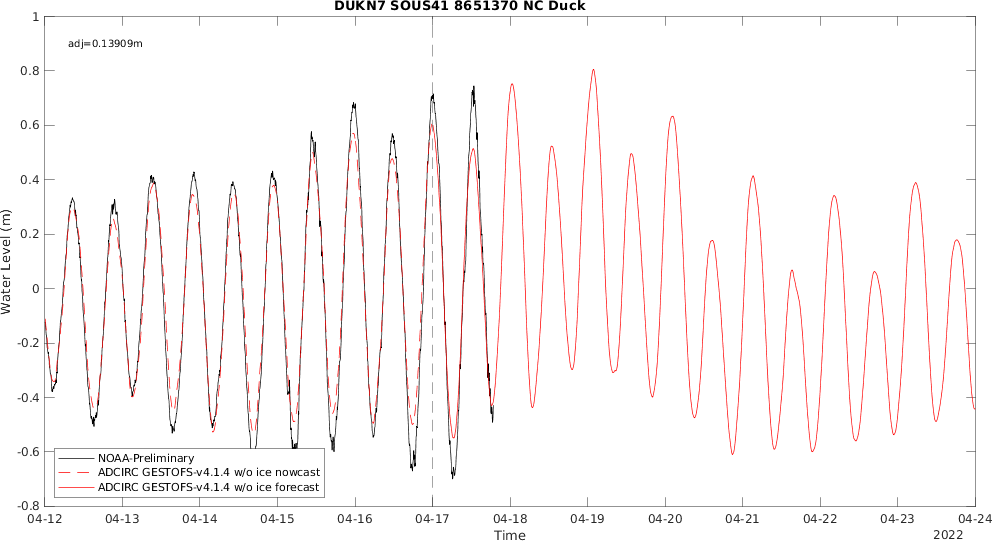 DUKN7 SOUS41 8651370 NC Duck
adj=0.13909m
1
0.8
0.6
0.4
0.2
0
-0.2
-0.4
-0.6
-0.8
Water Level (m)
NOAA-Preliminary
ADCIRC GESTOFS-v4.1.4 w/o ice nowcast
ADCIRC GESTOFS-v4.1.4 w/o ice forecast
04-12 04-13 04-14 04-15 04-16 04-17 04-18 04-19 04-20 04-21 04-22 04-23 04-24
Time
2022